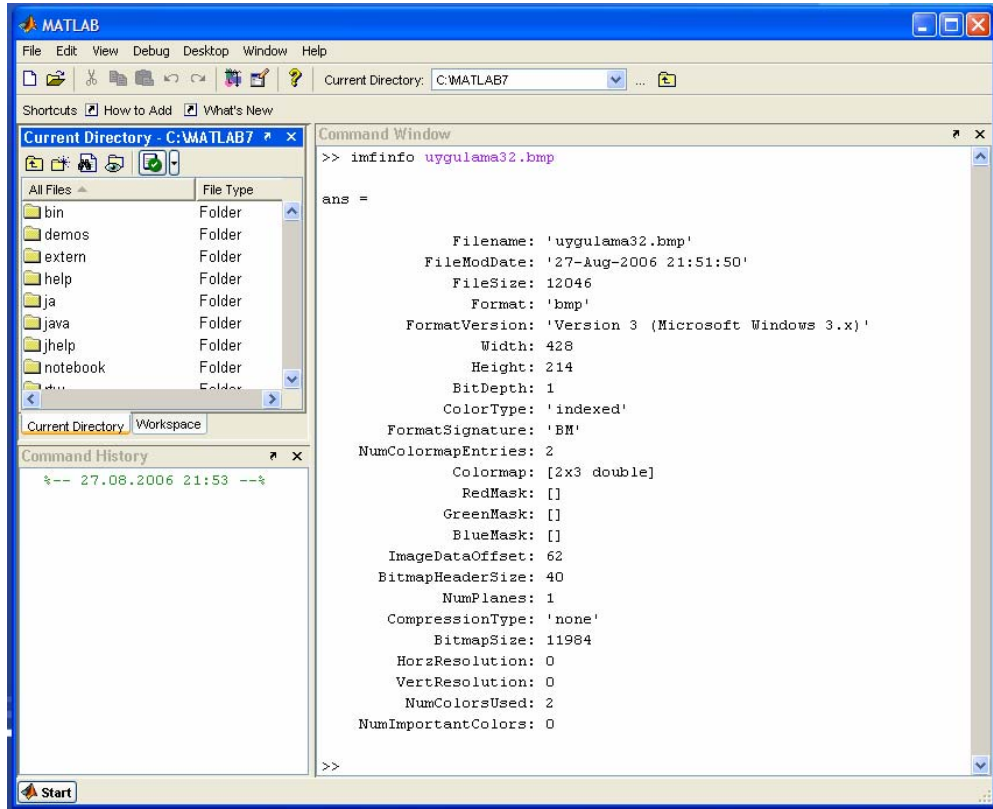 MATLAB
File Edit View Debug Desktop Window Help
Current Directory: C:\MATLAB7
...
Shortcuts How to Add What's New
Current Directory - C:\MATLAB7
All Files File Type
bin Folder
demos Folder
extern Folder
help Folder
ja Folder
java Folder
jhelp Folder
notebook Folder
Folder
Current Directory Workspace
Command History
%-- 27.08.2006 21:53 --%
Command Window
>> imfinfo uygulama32.bmp
ans =
Filename: 'uygulama32.bmp'
FileModDate: '27-Aug-2006 21:51:50'
FileSize: 12046
Format: 'bmp'
FormatVersion: 'Version 3 (Microsoft Windows 3.x)'
Width: 428
Height: 214
BitDepth: 1
ColorType: 'indexed'
FormatSignature: 'BM'
NumColormapEntries: 2
Colormap: [2x3 double]
RedMask: []
GreenMask: []
BlueMask: []
ImageDataOffset: 62
BitmapHeaderSize: 40
NumPlanes: 1
CompressionType: 'none'
BitmapSize: 11984
HorzResolution: 0
VertResolution: 0
NumColorsUsed: 2
NumImportantColors: 0
>>
Start